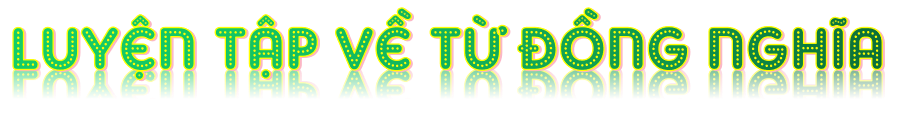 LUYỆN TẬP VỀ TỪ ĐỒNG NGHĨA